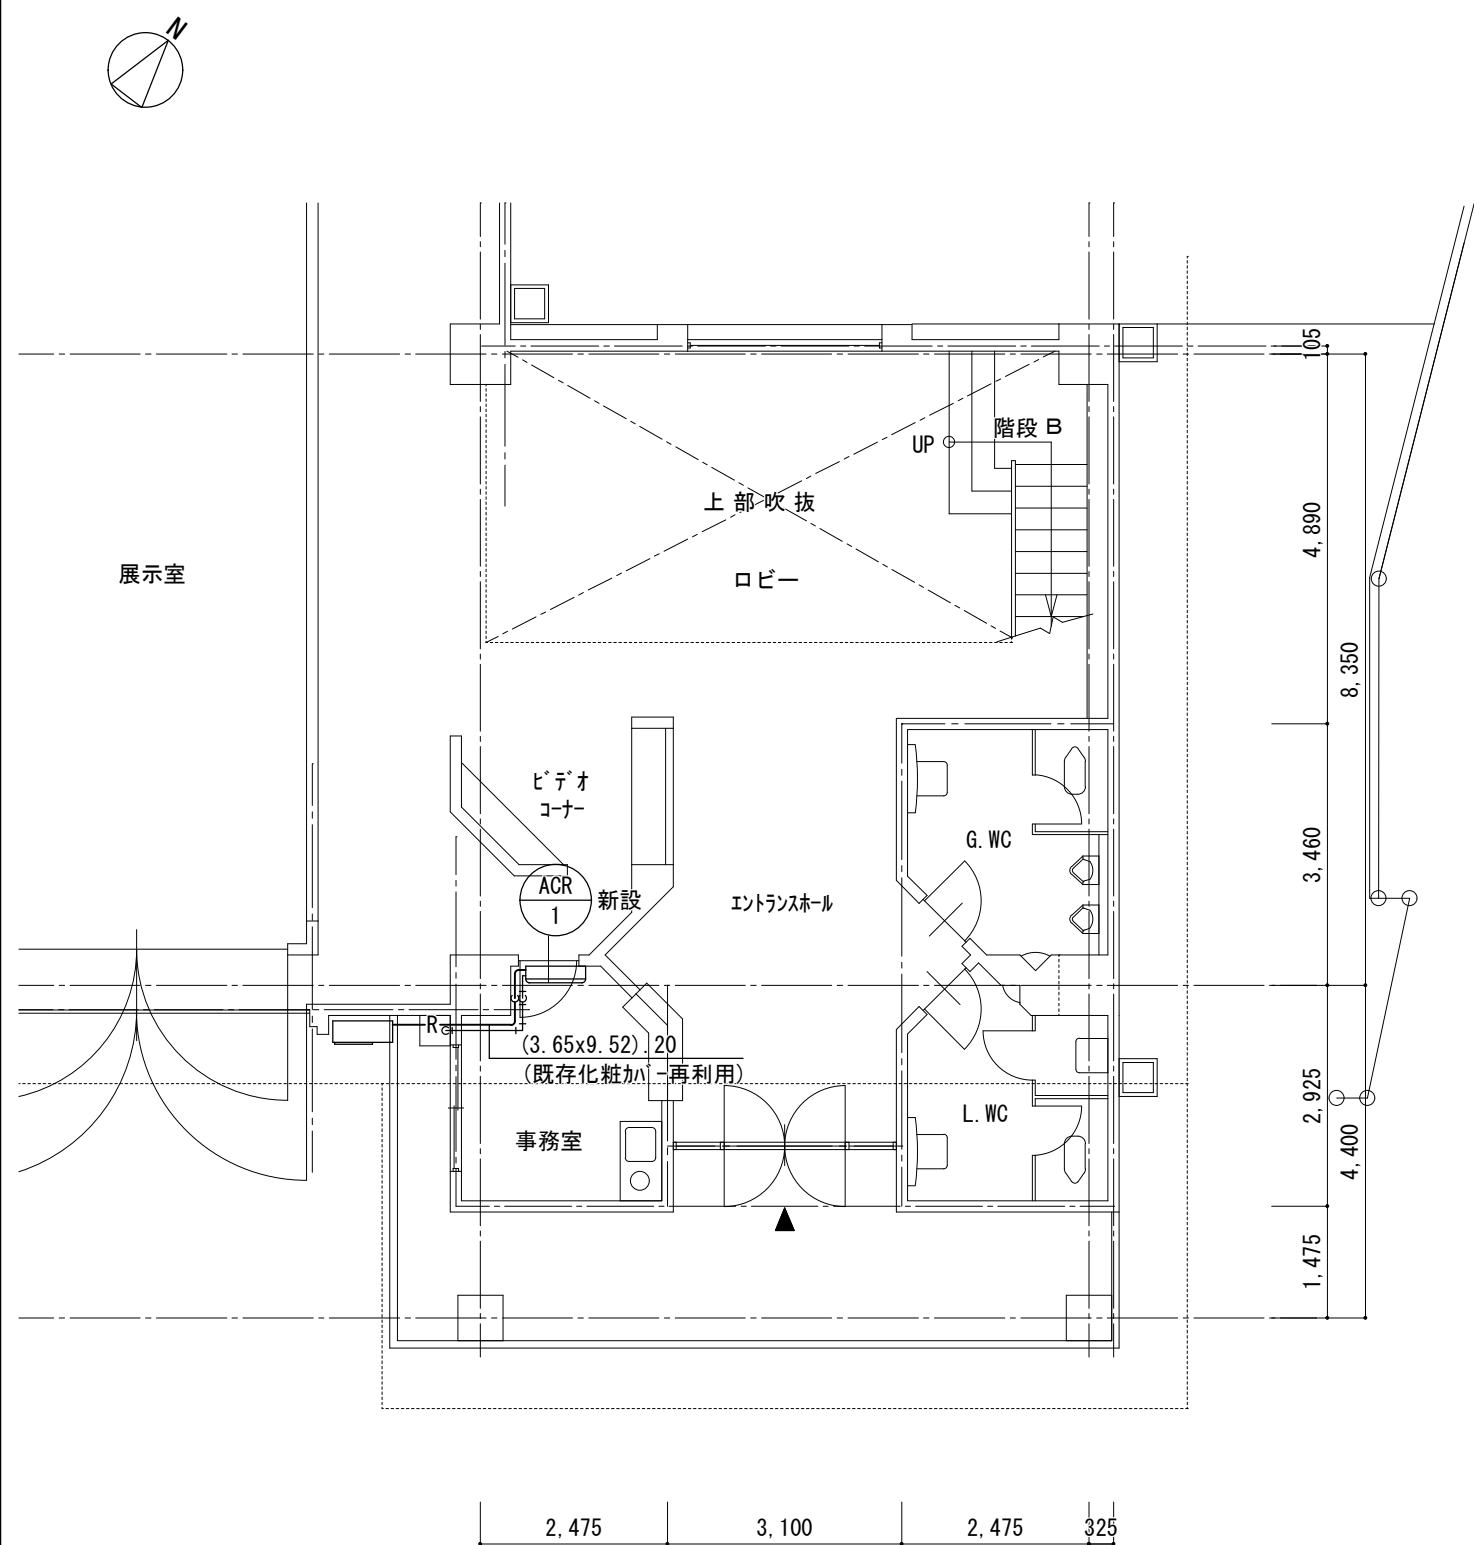 N
105
階段 B
UP
上部吹抜
4,890
展示室
ロビー
8,350
ビデオ
コーナー
G.WC
3,460
ACR
1
新設
エントランスホール
R
(3.65x9.52).20
(既存化粧カバー再利用)
2,925
L.WC
事務室
4,400
1,475
2,475
3,100
2,475
325